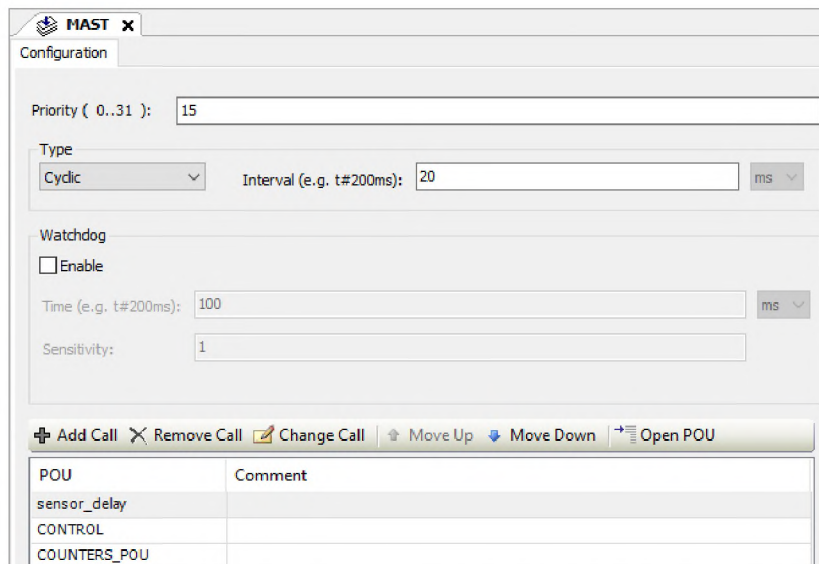 MAST
Configuration
Priority ( 0..31 ): 15
Type
Cyclic Interval (e.g. t#200ms): 20 ms
Watchdog
Enable
Time (e.g. t#200ms): 100 ms
Sensitivity: 1
Add Call Remove Call Change Call Move Up Move Down Open POU
POU Comment
sensor_delay
CONTROL
COUNTERS_POU